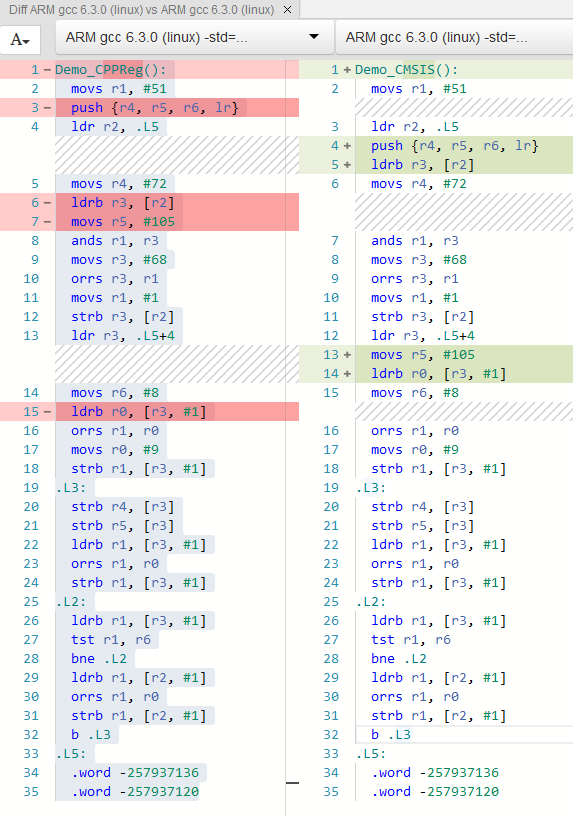 Diff ARM gcc 6.3.0 (linux) vs ARM gcc 6.3.0 (linux) ×
A ARM gcc 6.3.0 (linux) -std=... ARM gcc 6.3.0 (linux) -std=...
1 − Demo_CPPReg():
2 movs r1, #51
3 − push {r4, r5, r6, lr}
4 ldr r2, .L5
5 movs r4, #72
6 − ldrb r3, [r2]
7 − movs r5, #105
8 ands r1, r3
9 movs r3, #68
10 orrs r3, r1
11 movs r1, #1
12 strb r3, [r2]
13 ldr r3, .L5+4
14 movs r6, #8
15 − ldrb r0, [r3, #1]
16 orrs r1, r0
17 movs r0, #9
18 strb r1, [r3, #1]
19 .L3:
20 strb r4, [r3]
21 strb r5, [r3]
22 ldrb r1, [r3, #1]
23 orrs r1, r0
24 strb r1, [r3, #1]
25 .L2:
26 ldrb r1, [r3, #1]
27 tst r1, r6
28 bne .L2
29 ldrb r1, [r2, #1]
30 orrs r1, r0
31 strb r1, [r2, #1]
32 b .L3
33 .L5:
34 .word -257937136
35 .word -257937120
1 + Demo_CMSIS():
2 movs r1, #51
3 ldr r2, .L5
4 + push {r4, r5, r6, lr}
5 + ldrb r3, [r2]
6 movs r4, #72
7 ands r1, r3
8 movs r3, #68
9 orrs r3, r1
10 movs r1, #1
11 strb r3, [r2]
12 ldr r3, .L5+4
13 + movs r5, #105
14 + ldrb r0, [r3, #1]
15 movs r6, #8
16 orrs r1, r0
17 movs r0, #9
18 strb r1, [r3, #1]
19 .L3:
20 strb r4, [r3]
21 strb r5, [r3]
22 ldrb r1, [r3, #1]
23 orrs r1, r0
24 strb r1, [r3, #1]
25 .L2:
26 ldrb r1, [r3, #1]
27 tst r1, r6
28 bne .L2
29 ldrb r1, [r2, #1]
30 orrs r1, r0
31 strb r1, [r2, #1]
32 b .L3
33 .L5:
34 .word -257937136
35 .word -257937120